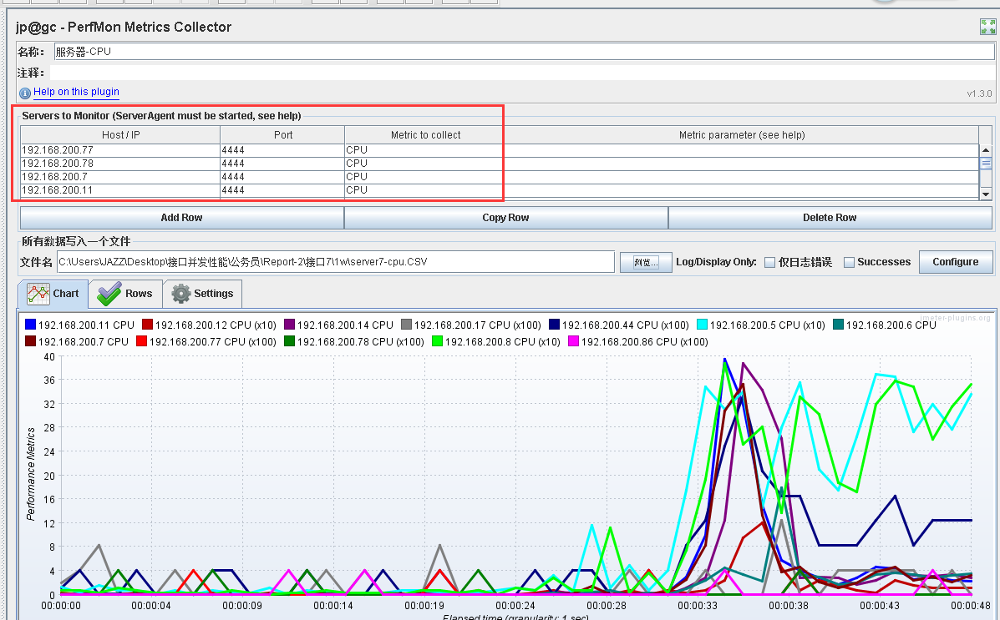 jp@gc - PerfMon Metrics Collector
名称： 服务器-CPU
注释：
Help on this plugin
v1.3.0
Servers to Monitor (ServerAgent must be started, see help)
Host / IP Port Metric to collect Metric parameter (see help)
192.168.200.77 4444 CPU
192.168.200.78 4444 CPU
192.168.200.7 4444 CPU
192.168.200.11 4444 CPU
Add Row Copy Row Delete Row
所有数据写入一个文件
文件名 C:\Users\JAZZ\Desktop\接口并发性能\公务员\Report-2\接口7\1w\server7-cpu.CSV 浏览... Log/Display Only: 仅日志错误 Successes Configure
Chart Rows Settings
jmeter-plugins.org
192.168.200.11 CPU 192.168.200.12 CPU (x10) 192.168.200.14 CPU 192.168.200.17 CPU (x100) 192.168.200.44 CPU (x100) 192.168.200.5 CPU (x10) 192.168.200.6 CPU
192.168.200.7 CPU 192.168.200.77 CPU (x100) 192.168.200.78 CPU (x100) 192.168.200.8 CPU (x10) 192.168.200.86 CPU (x100)
Performance Metrics
40
36
32
28
24
20
16
12
8
4
0
00:00:00 00:00:04 00:00:09 00:00:14 00:00:19 00:00:24 00:00:28 00:00:33 00:00:38 00:00:43 00:00:48
Elapsed time (granularity: 1 sec)